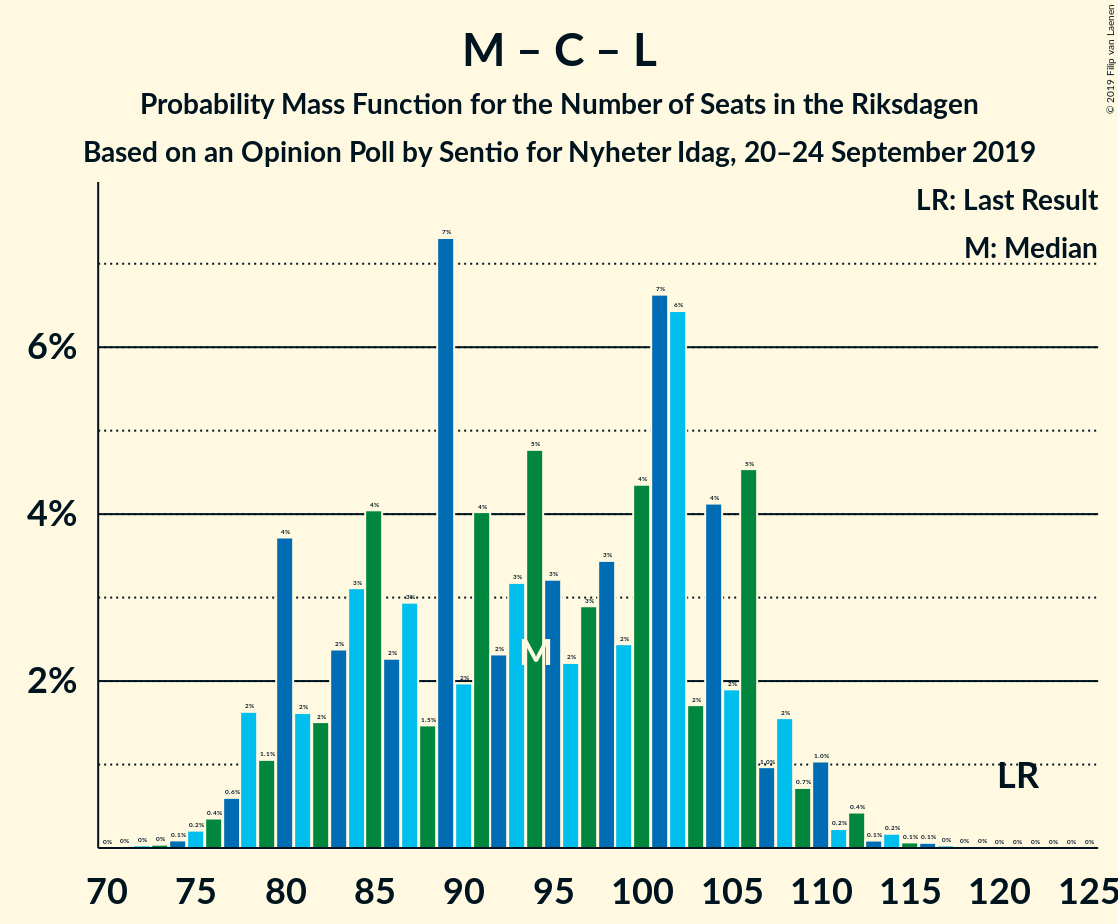 M – C – L
Probability Mass Function for the Number of Seats in the Riksdagen
Based on an Opinion Poll by Sentio for Nyheter Idag, 20–24 September 2019
© 2019 Filip van Laenen
LR: Last Result
M: Median
6%
4%
2%
0% 0% 0% 0% 0.1% 0.2% 0.4% 0.6% 2% 1.1% 4% 2% 2% 2% 3% 4% 2% 3% 1.5% 7% 2% 4% 2% 3% 5% 3% 2% 3% 3% 2% 4% 7% 6% 2% 4% 2% 5% 1.0% 2% 0.7% 1.0% 0.2% 0.4% 0.1% 0.2% 0.1% 0.1% 0% 0% 0% 0% 0% 0% 0% 0% 0%
M
LR
70 75 80 85 90 95 100 105 110 115 120 125